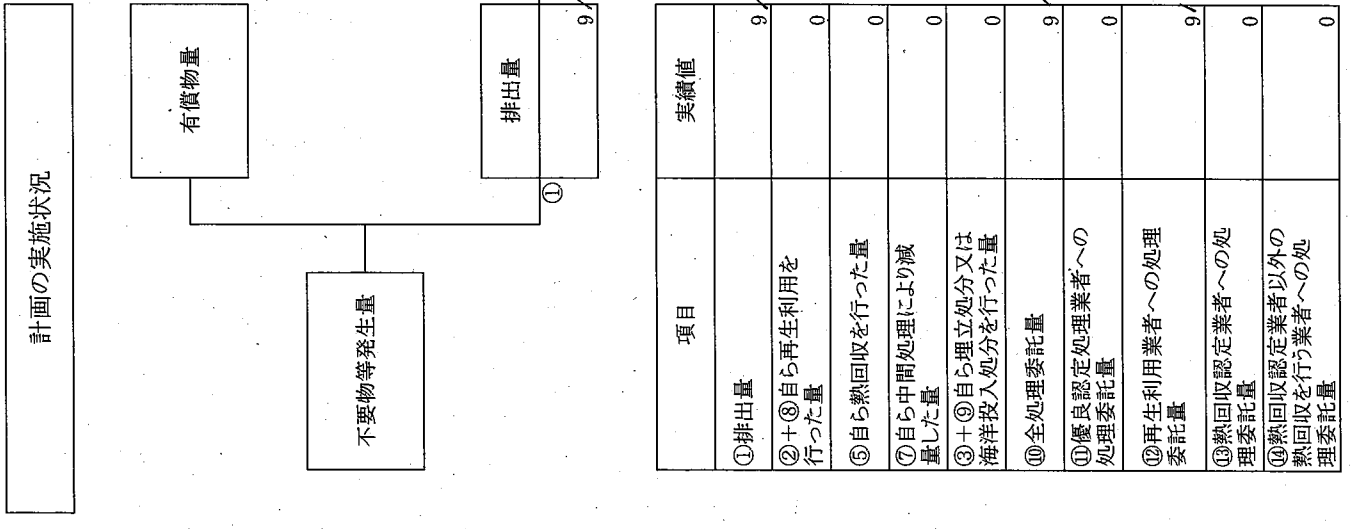 計画の実施状況
有償物量
不要物等発生量
排出量
①
9
項目
実績値
①排出量
9
②+⑧自ら再生利用を
行った量
0
⑤自ら熱回収を行った量
0
⑦自ら中間処理により減
量した量
0
③+⑨自ら埋立処分又は
海洋投入処分を行った量
0
⑩全処理委託量
9
⑪優良認定処理業者への
処理委託量
0
⑫再生利用業者への処理
委託量
9
⑬熱回収認定業者への処
理委託量
0
⑭熱回収認定業者以外の
熱回収を行う業者への処
理委託量
0